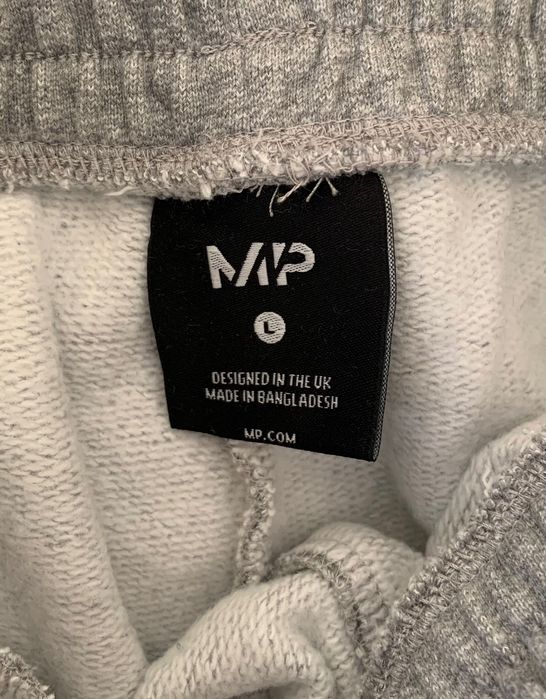 MP
L
DESIGNED IN THE UK
MADE IN BANGLADESH
MP.COM